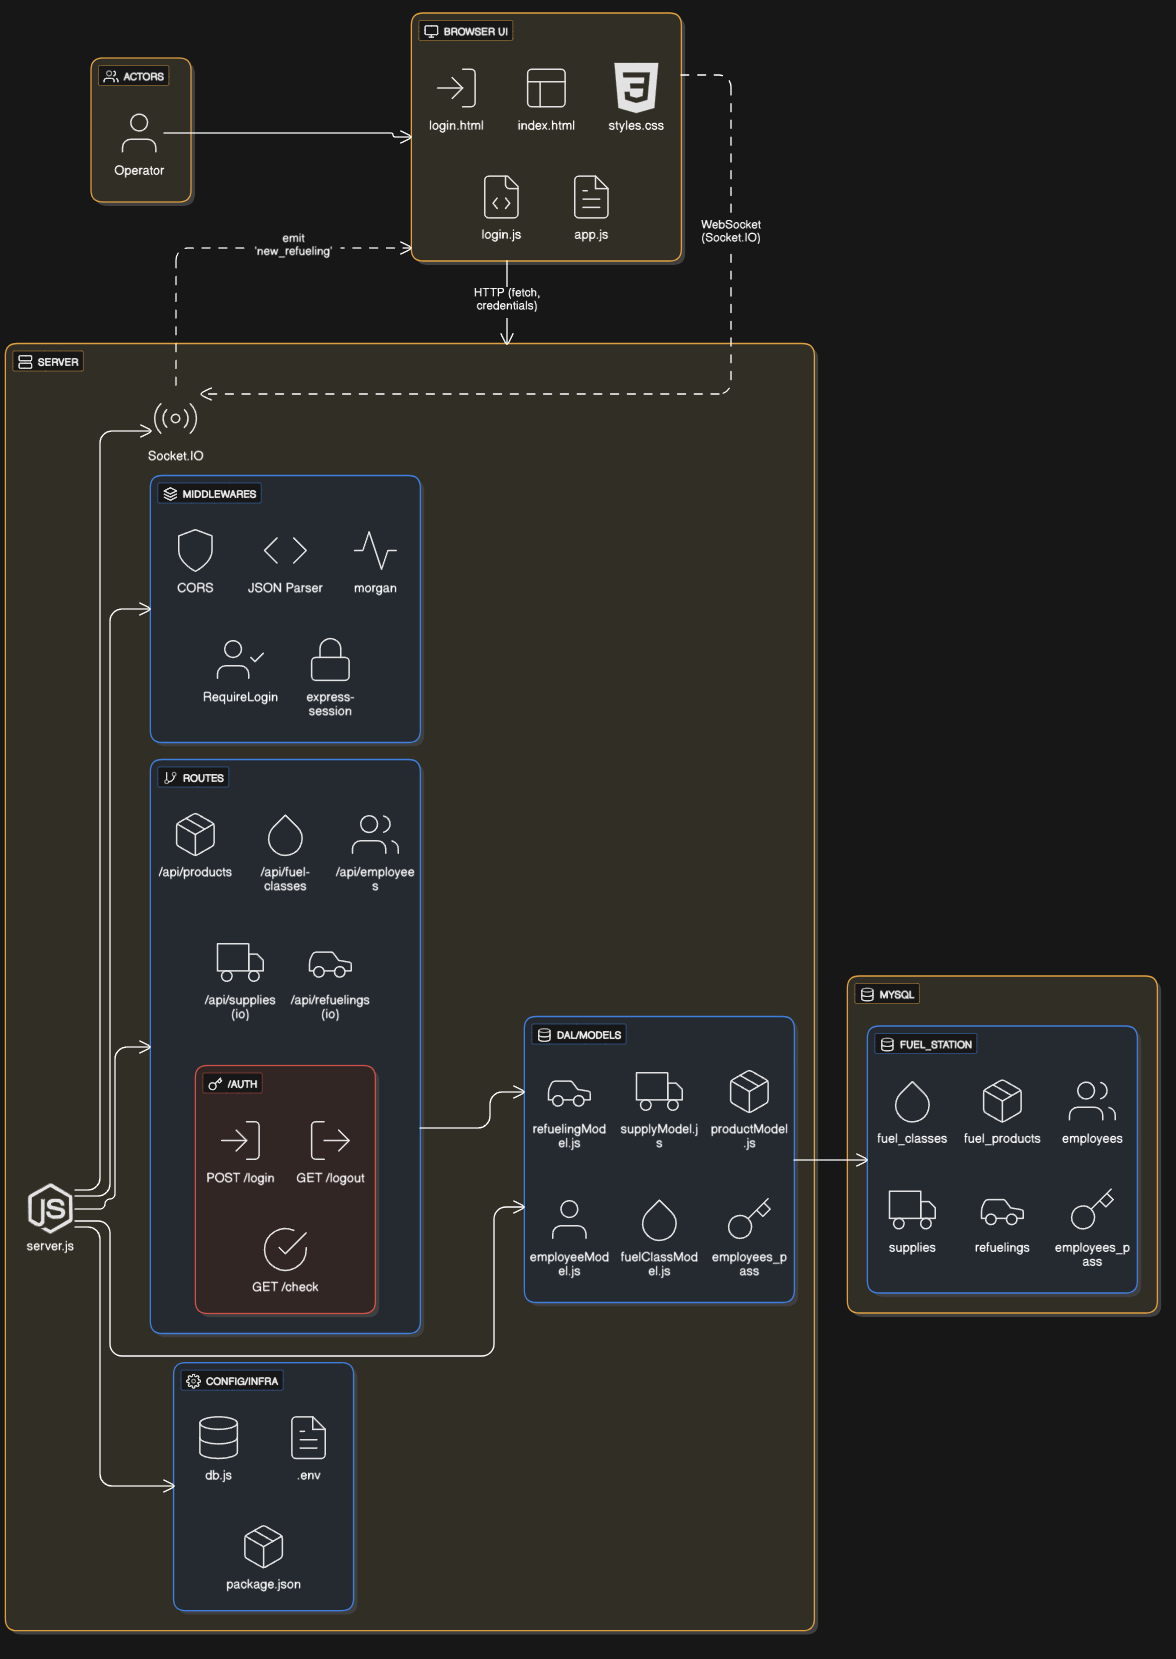 BROWSER UI
ACTORS
login.html
index.html
styles.css
Operator
login.js
app.js
WebSocket
(Socket.IO)
emit
'new_refueling'
HTTP (fetch,
credentials)
SERVER
Socket.IO
MIDDLEWARES
CORS
JSON Parser
morgan
RequireLogin
express-
session
ROUTES
/api/products
/api/fuel-
classes
/api/employee
s
/api/supplies
(io)
/api/refuelings
(io)
/AUTH
POST /login
GET /logout
GET /check
server.js
DAL/MODELS
refuelingMod
el.js
supplyModel.j
s
productModel
.js
employeeMod
el.js
fuelClassMod
el.js
employees_p
ass
MYSQL
FUEL_STATION
fuel_classes
fuel_products
employees
supplies
refuelings
employees_p
ass
CONFIG/INFRA
db.js
.env
package.json